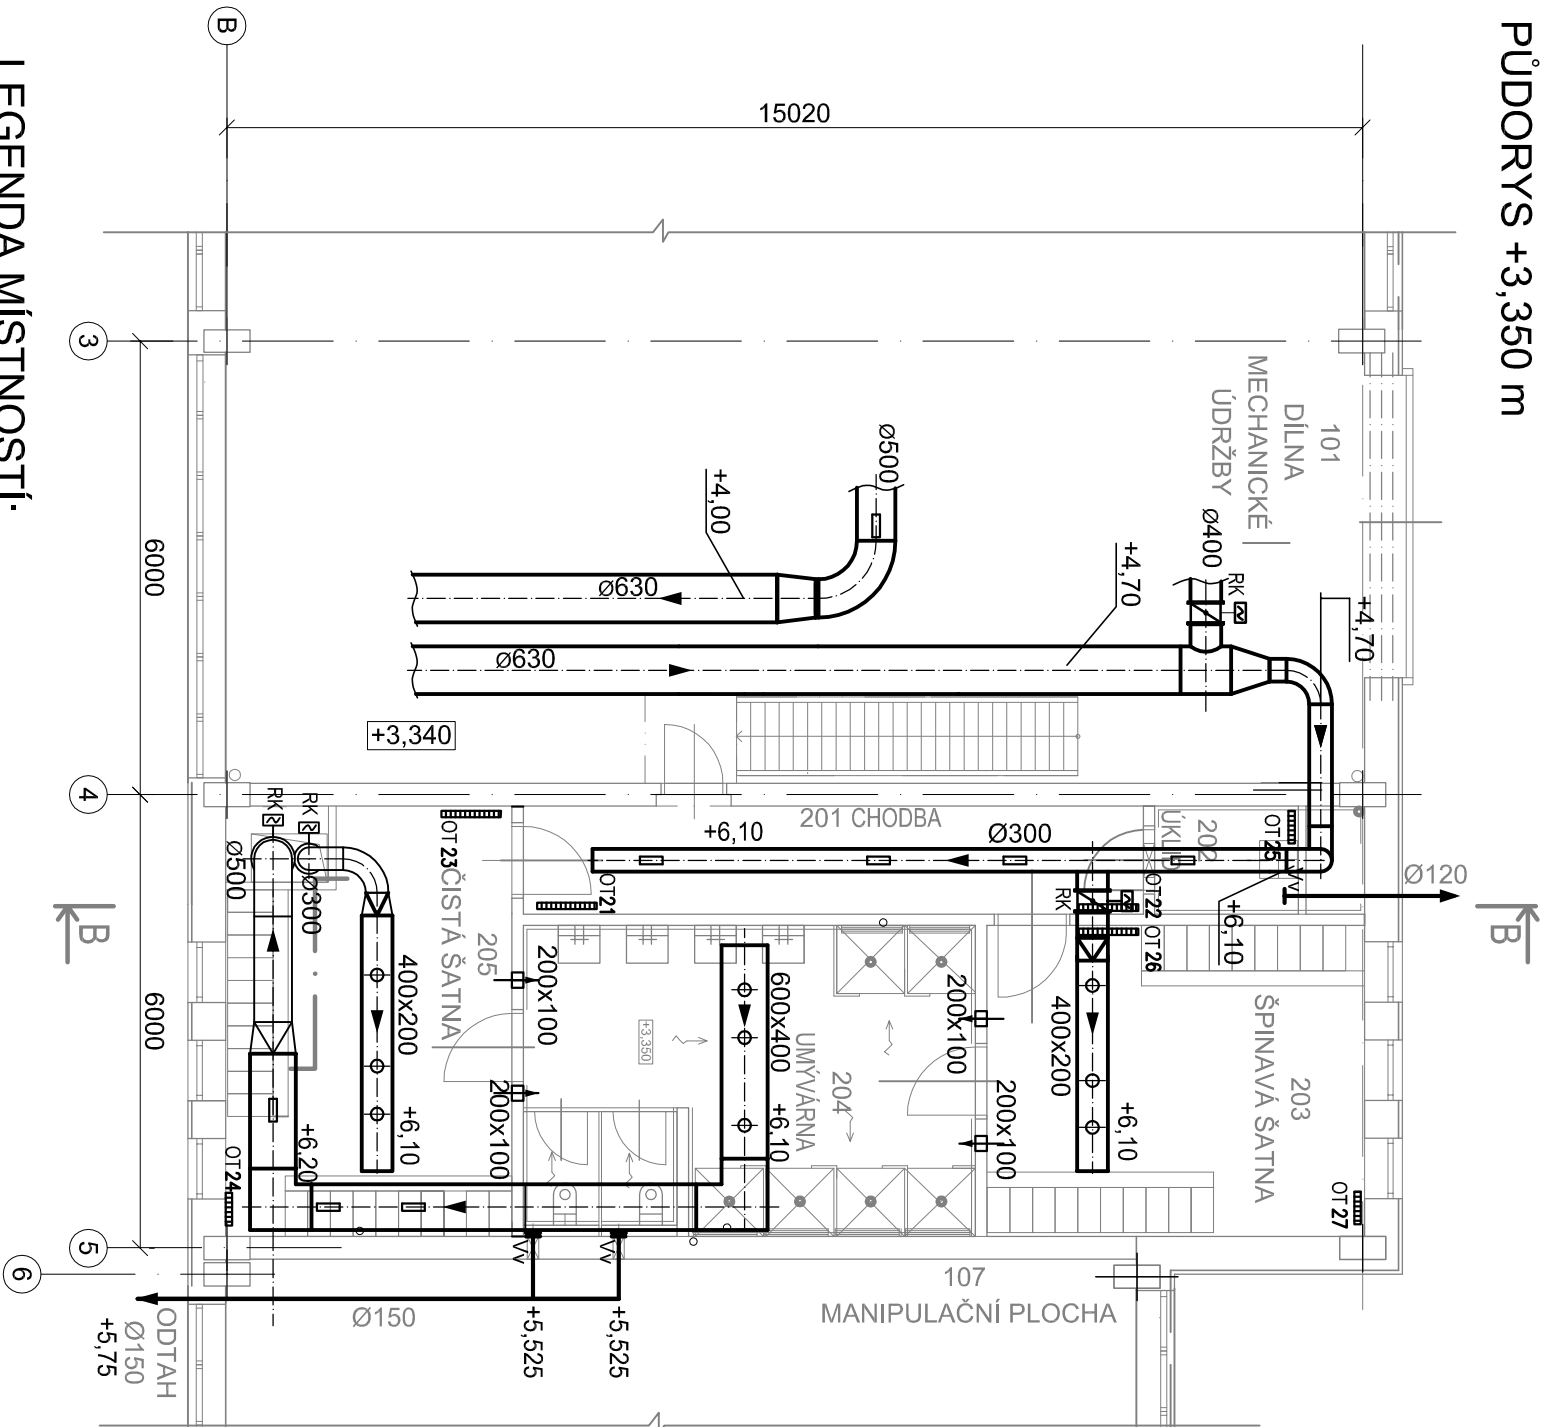 PŮDORYS +3,350 m
LEGENDA MÍSTNOSTÍ:
B
15020
3
4
5
6
6000
6000
101
DÍLNA
MECHANICKÉ
ÚDRŽBY
Ø500
+4,00
Ø630
Ø630
+4,70
Ø400
RK
+4,70
+3,340
201 CHODBA
+6,10
Ø300
202
ÚKLID
OT25
Vv
Ø120
+6,10
B
B
RK
RK
Ø500
Ø300
OT23
ČISTÁ ŠATNA
205
OT21
RK
OT22
OT26
400x200
+6,10
200x100
200x100
+3,350
600x400
+6,10
UMÝVÁRNA
204
200x100
200x100
400x200
+6,10
ŠPINAVÁ ŠATNA
203
OT27
OT24
+6,20
Vv
Vv
107
MANIPULAČNÍ PLOCHA
Ø150
+5,525
+5,525
ODTAH
Ø150
+5,75